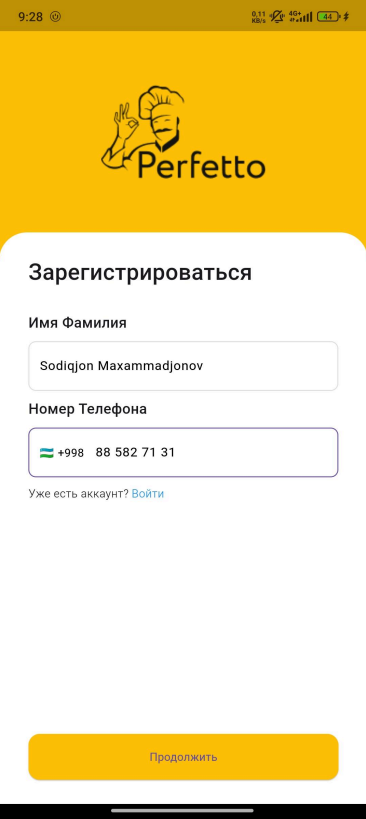 9:28
0,11
KB/s
4G+
44
Perfetto
Зарегистрироваться
Имя Фамилия
Sodiqjon Maxammadjonov
Номер Телефона
+998 88 582 71 31
Уже есть аккаунт? Войти
Продолжить